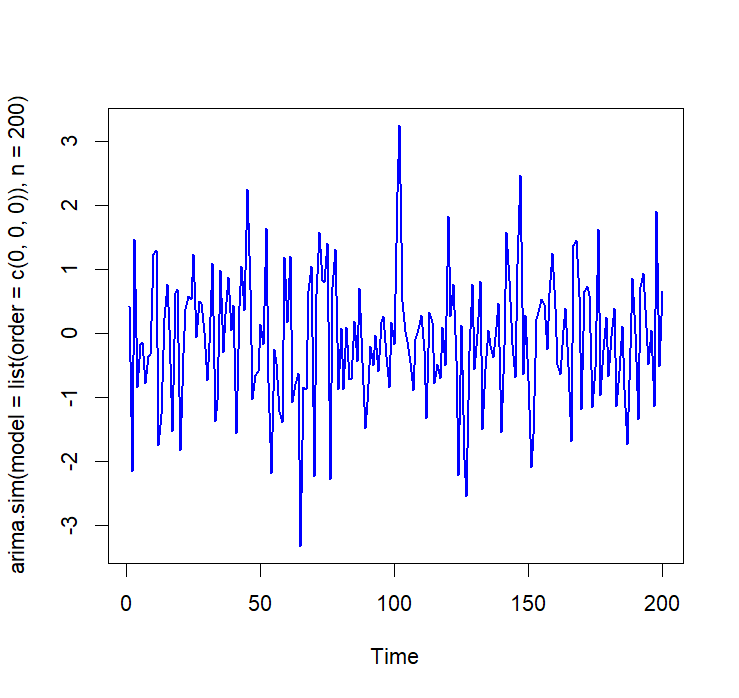 arima.sim(model = list(order = c(0, 0, 0)), n = 200)
3
2
1
0
-1
-2
-3
0 50 100 150 200
Time